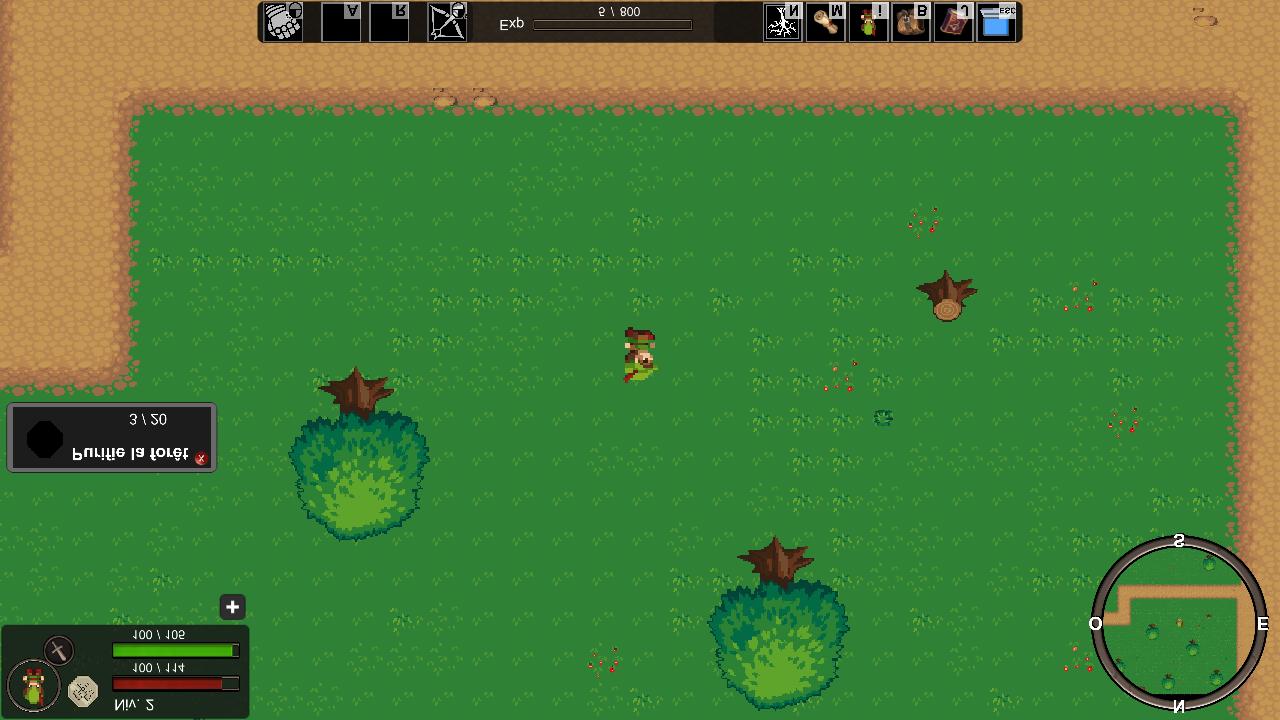 Niv. 2
100 / 114
100 / 105
+
N
O
E
S
Purifie la forêt
x
3 / 20
A
R
Exp
5 / 800
N
M
I
B
J
ESC